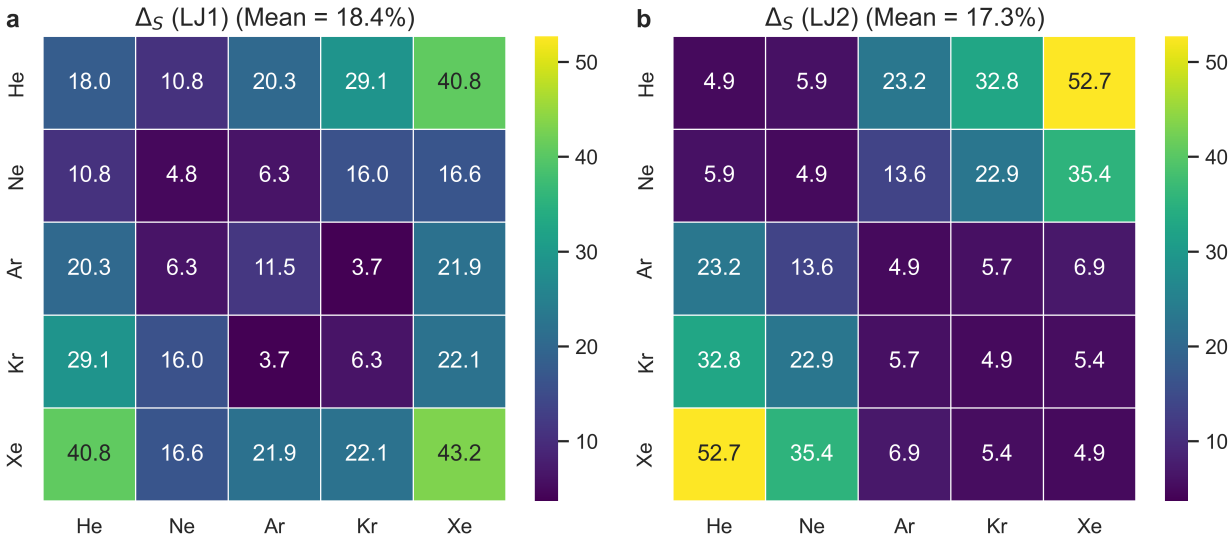 a Δ_S (LJ1) (Mean = 18.4%)
He 18.0 10.8 20.3 29.1 40.8
Ne 10.8 4.8 6.3 16.0 16.6
Ar 20.3 6.3 11.5 3.7 21.9
Kr 29.1 16.0 3.7 6.3 22.1
Xe 40.8 16.6 21.9 22.1 43.2
He Ne Ar Kr Xe
50
40
30
20
10
b Δ_S (LJ2) (Mean = 17.3%)
He 4.9 5.9 23.2 32.8 52.7
Ne 5.9 4.9 13.6 22.9 35.4
Ar 23.2 13.6 4.9 5.7 6.9
Kr 32.8 22.9 5.7 4.9 5.4
Xe 52.7 35.4 6.9 5.4 4.9
He Ne Ar Kr Xe
50
40
30
20
10